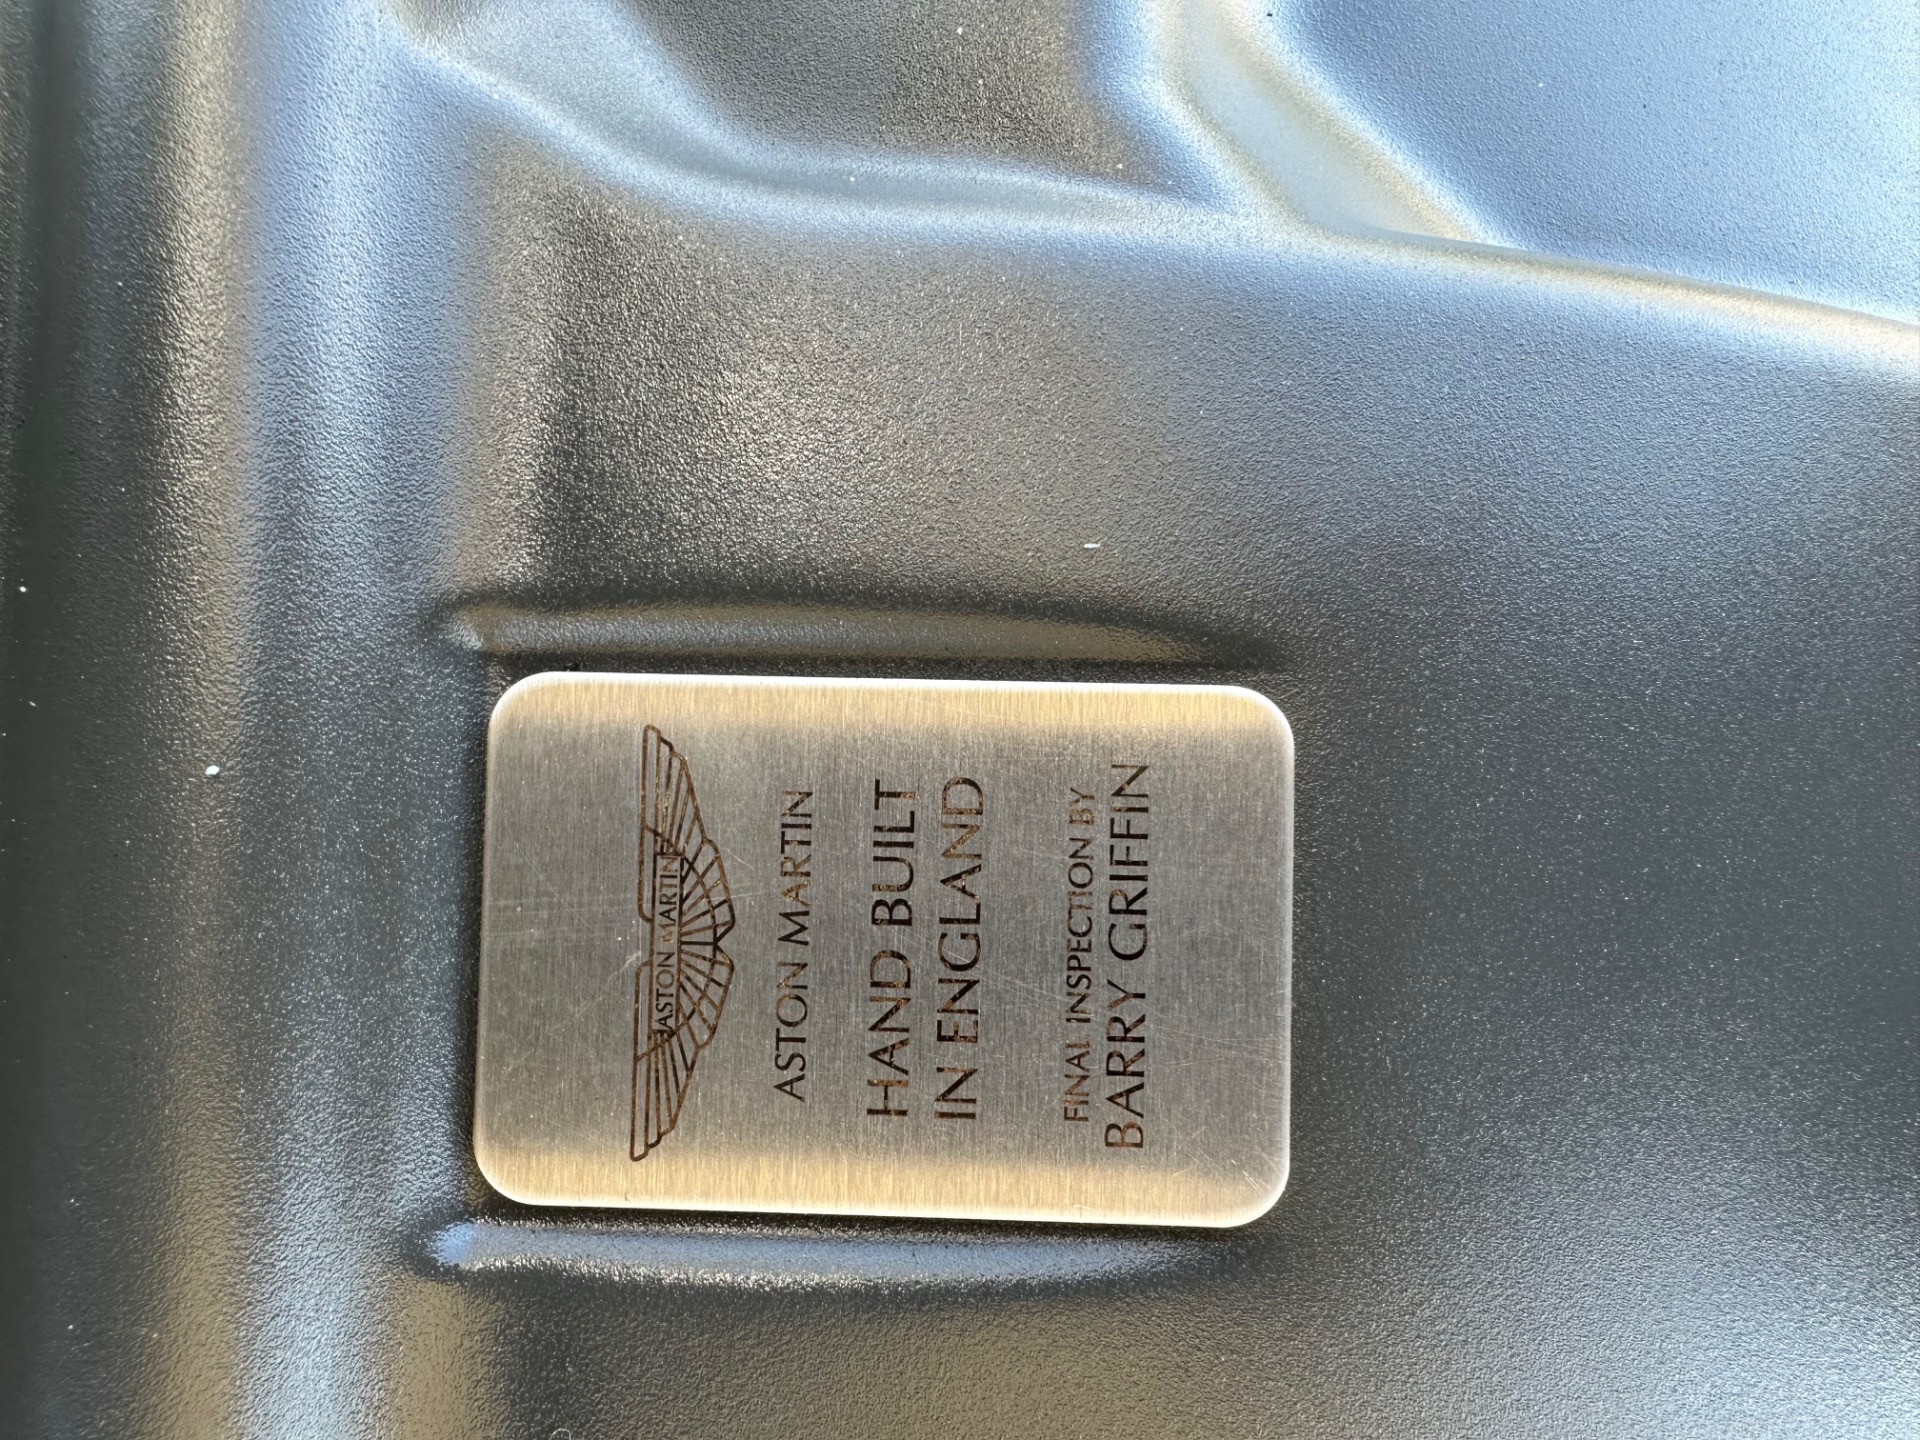 ASTON MARTIN
ASTON MARTIN
HAND BUILT
IN ENGLAND
FINAL INSPECTION BY
BARRY GRIFFIN